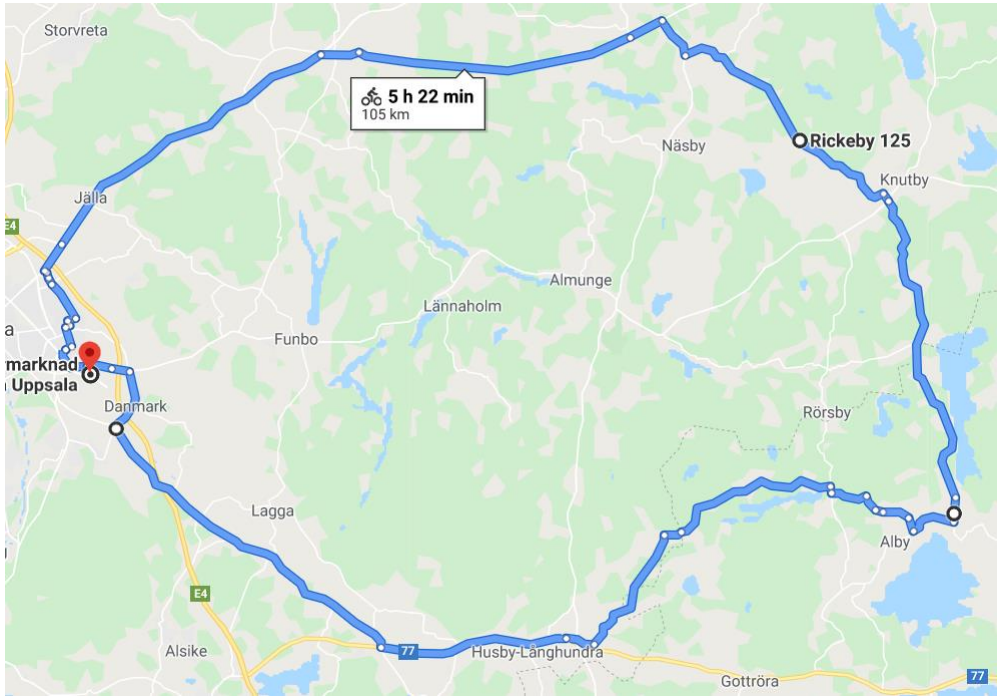 Storvreta
5 h 22 min
105 km
Näsby
Rickeby 125
Knutby
Jälla
E4
Almunge
Lännaholm
Funbo
a
rmarknad
Uppsala
Danmark
Rörsby
Lagga
Alby
E4
Alsike
77
Husby-Långhundra
Gottröra
77